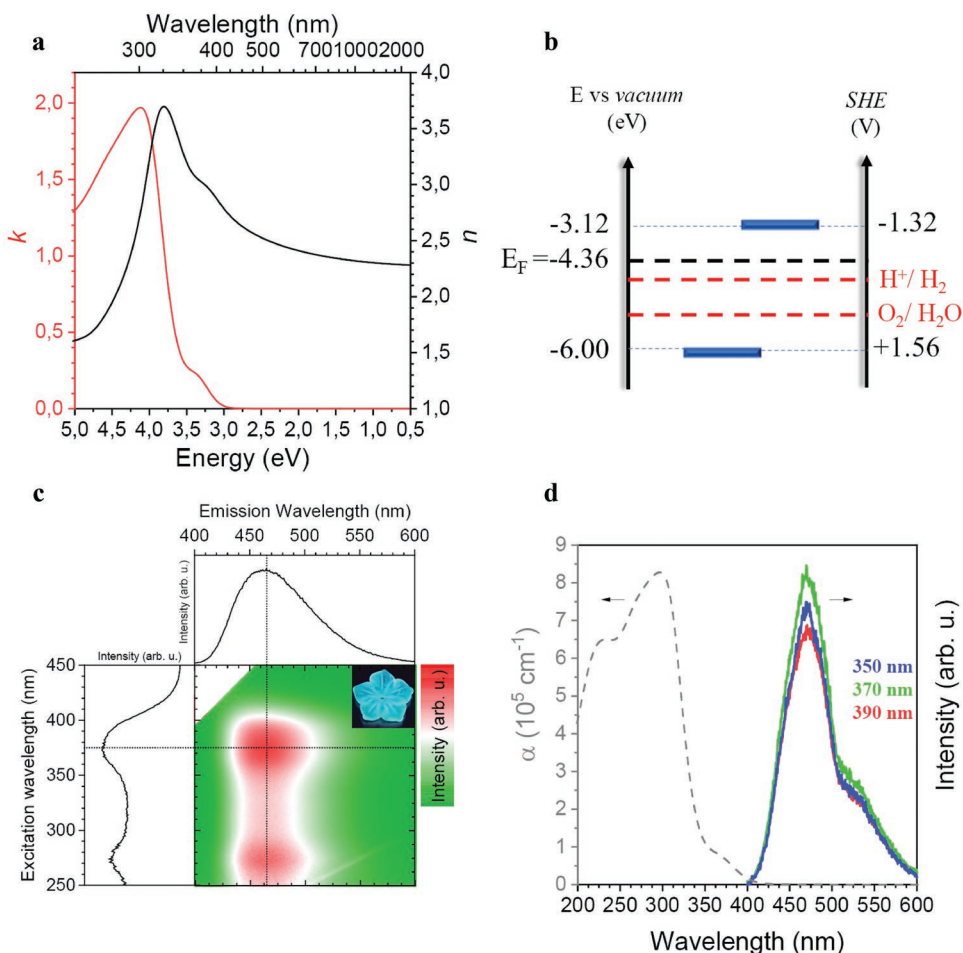 a
Wavelength (nm)
300 400 500 700 1000 2000
2,0
1,5
1,0
0,5
0,0
k
4,0
3,5
3,0
2,5
2,0
1,5
1,0
n
5,0 4,5 4,0 3,5 3,0 2,5 2,0 1,5 1,0 0,5
Energy (eV)
b
E vs vacuum
(eV)
SHE
(V)
-3.12
-1.32
E_F =-4.36
H⁺/ H₂
O₂/ H₂O
-6.00
+1.56
c
Emission Wavelength (nm)
400 450 500 550 600
Intensity (arb. u.)
Intensity (arb. u.)
450
400
350
300
250
Excitation wavelength (nm)
Intensity (arb. u.)
d
9
8
7
6
5
4
3
2
1
0
α (10⁵ cm⁻¹)
350 nm
370 nm
390 nm
Intensity (arb. u.)
200 250 300 350 400 450 500 550 600
Wavelength (nm)